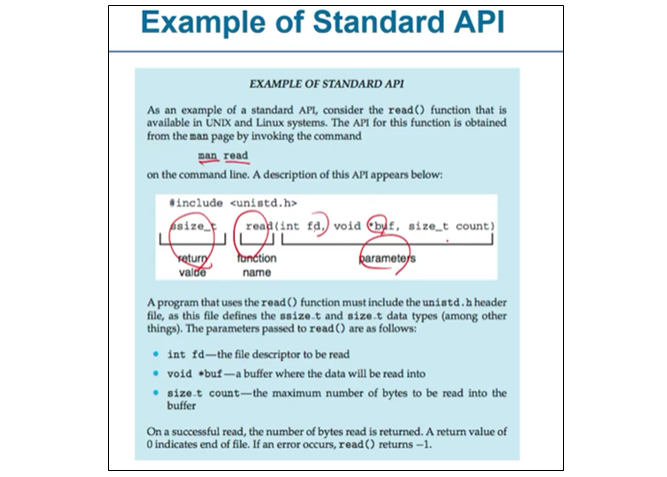 Example of Standard API
EXAMPLE OF STANDARD API
As an example of a standard API, consider the read() function that is
available in UNIX and Linux systems. The API for this function is obtained
from the man page by invoking the command
man read
on the command line. A description of this API appears below:
#include <unistd.h>
ssize_t read(int fd, void *buf, size_t count)
return function parameters
value name
A program that uses the read() function must include the unistd.h header
file, as this file defines the ssize_t and size_t data types (among other
things). The parameters passed to read() are as follows:
• int fd—the file descriptor to be read
• void *buf—a buffer where the data will be read into
• size_t count—the maximum number of bytes to be read into the
buffer
On a successful read, the number of bytes read is returned. A return value of
0 indicates end of file. If an error occurs, read() returns −1.